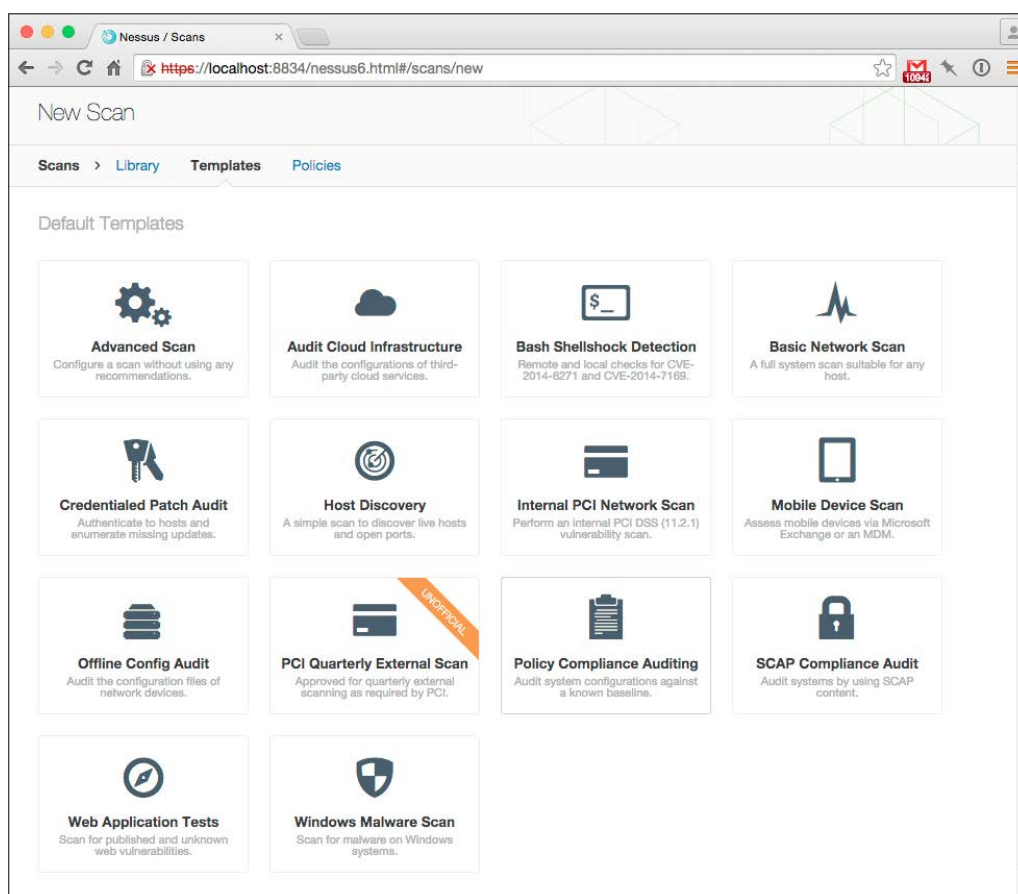 Nessus / Scans
https://localhost:8834/nessus6.html#/scans/new
New Scan
Scans > Library Templates Policies
Default Templates
Advanced Scan
Configure a scan without using any
recommendations.
Audit Cloud Infrastructure
Audit the configurations of third-
party cloud services.
$_
Bash Shellshock Detection
Remote and local checks for CVE-
2014-6271 and CVE-2014-7169.
Basic Network Scan
A full system scan suitable for any
host.
Credentialed Patch Audit
Authenticate to hosts and
enumerate missing updates.
Host Discovery
A simple scan to discover live hosts
and open ports.
Internal PCI Network Scan
Perform an internal PCI DSS (11.2.1)
vulnerability scan.
Mobile Device Scan
Assess mobile devices via Microsoft
Exchange or an MDM.
Offline Config Audit
Audit the configuration files of
network devices.
UNOFFICIAL
PCI Quarterly External Scan
Approved for quarterly external
scanning as required by PCI.
Policy Compliance Auditing
Audit system configurations against
a known baseline.
SCAP Compliance Audit
Audit systems by using SCAP
content.
Web Application Tests
Scan for published and unknown
web vulnerabilities.
Windows Malware Scan
Scan for malware on Windows
systems.